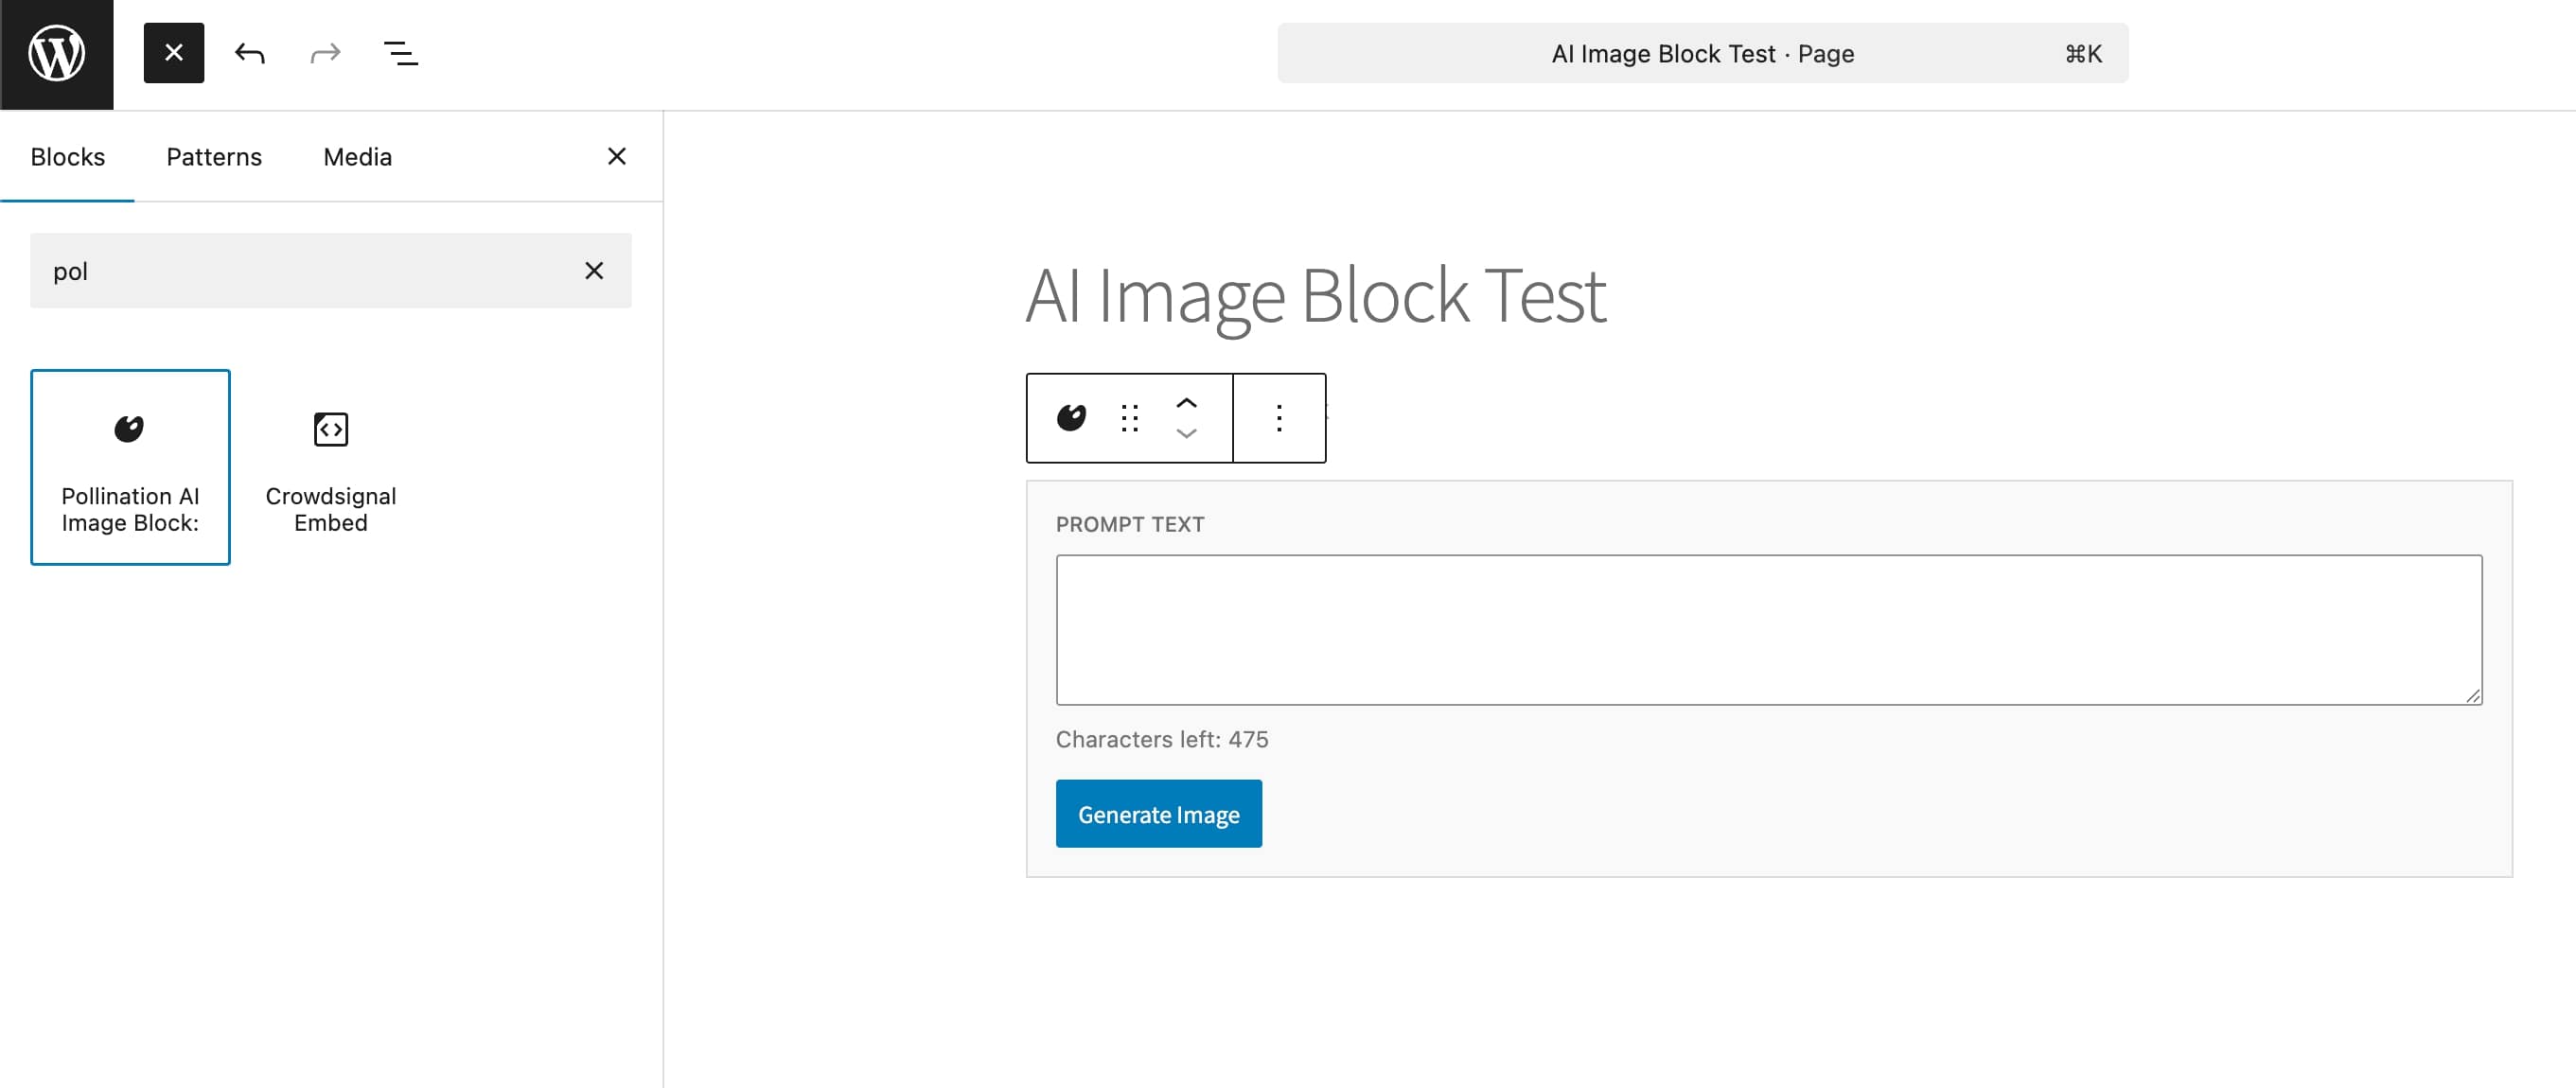 AI Image Block Test · Page ⌘K
Blocks Patterns Media
pol
Pollination AI
Image Block:
Crowdsignal
Embed
AI Image Block Test
PROMPT TEXT
Characters left: 475
Generate Image